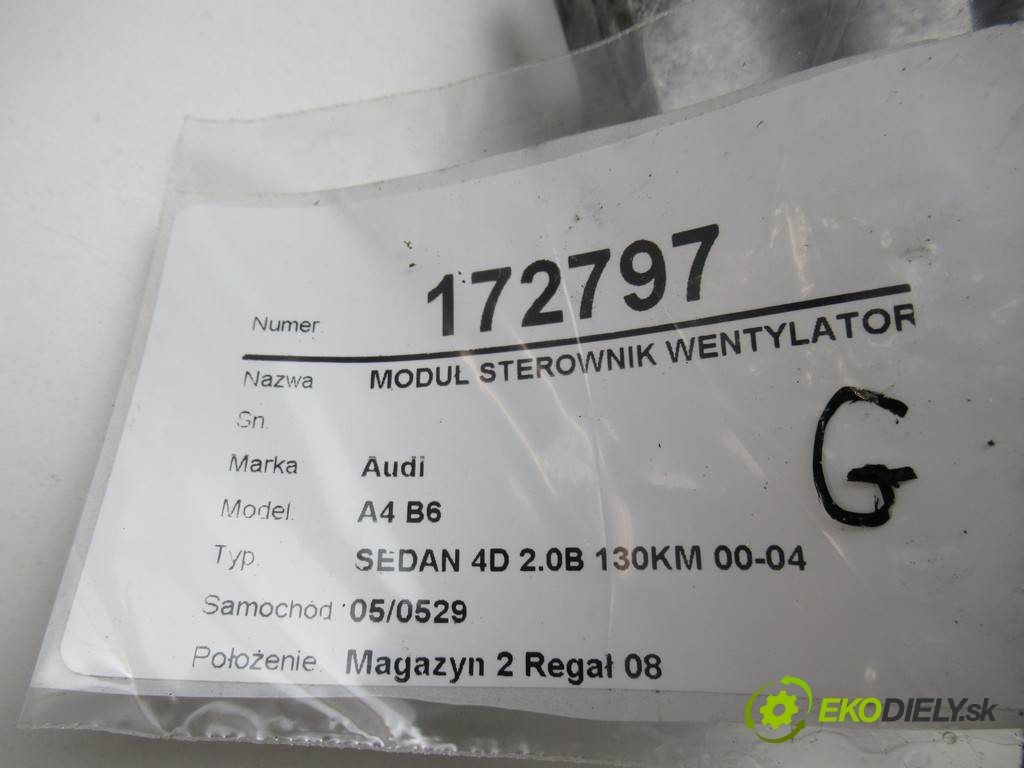 Numer 172797
Nazwa MODUŁ STEROWNIK WENTYLATOR
Sn.
Marka Audi
Model. A4 B6
Typ. SEDAN 4D 2.0B 130KM 00-04
Samochód: 05/0529
Położenie. Magazyn 2 Regał 08
G
EKODIELY.sk